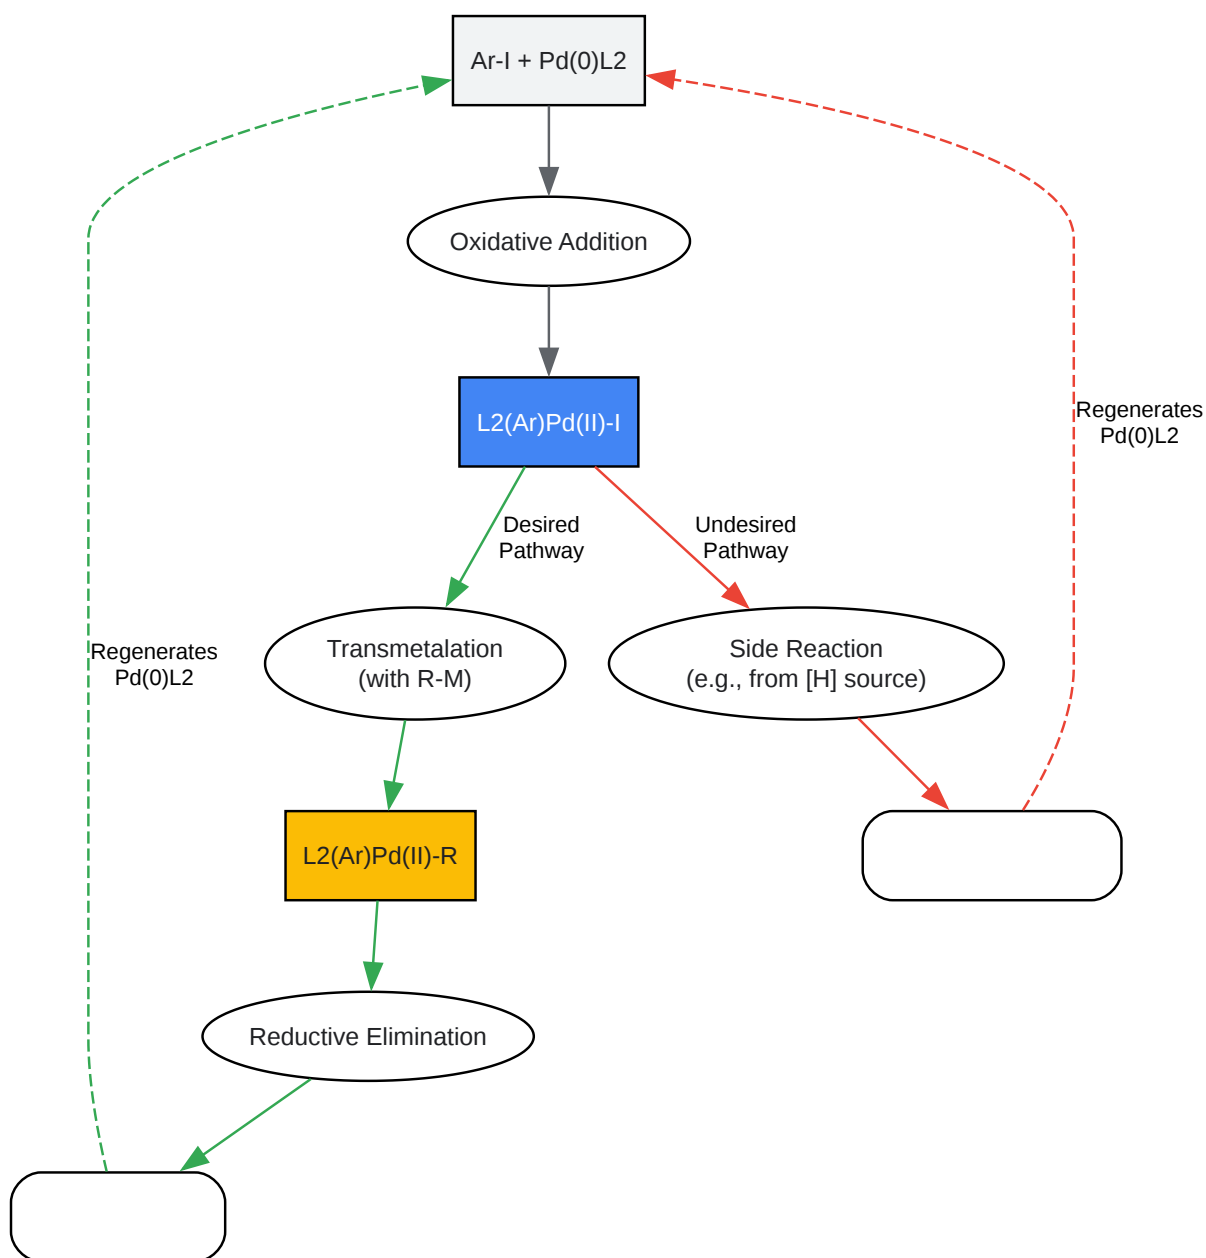 Ar-I + Pd(0)L2
Oxidative Addition
L2(Ar)Pd(II)-I
Regenerates
Pd(0)L2
Desired
Pathway
Undesired
Pathway
Transmetalation
(with R-M)
Side Reaction
(e.g., from [H] source)
Regenerates
Pd(0)L2
L2(Ar)Pd(II)-R
Reductive Elimination